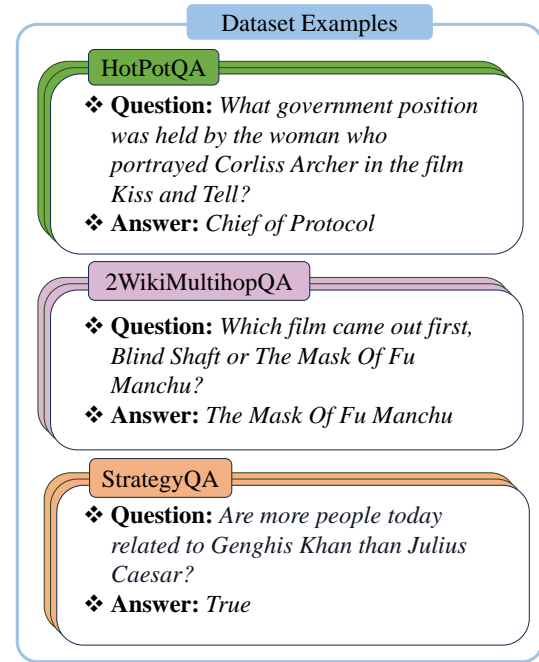 Dataset Examples
HotPotQA
❖ Question: What government position
was held by the woman who
portrayed Corliss Archer in the film
Kiss and Tell?
❖ Answer: Chief of Protocol
2WikiMultihopQA
❖ Question: Which film came out first,
Blind Shaft or The Mask Of Fu
Manchu?
❖ Answer: The Mask Of Fu Manchu
StrategyQA
❖ Question: Are more people today
related to Genghis Khan than Julius
Caesar?
❖ Answer: True